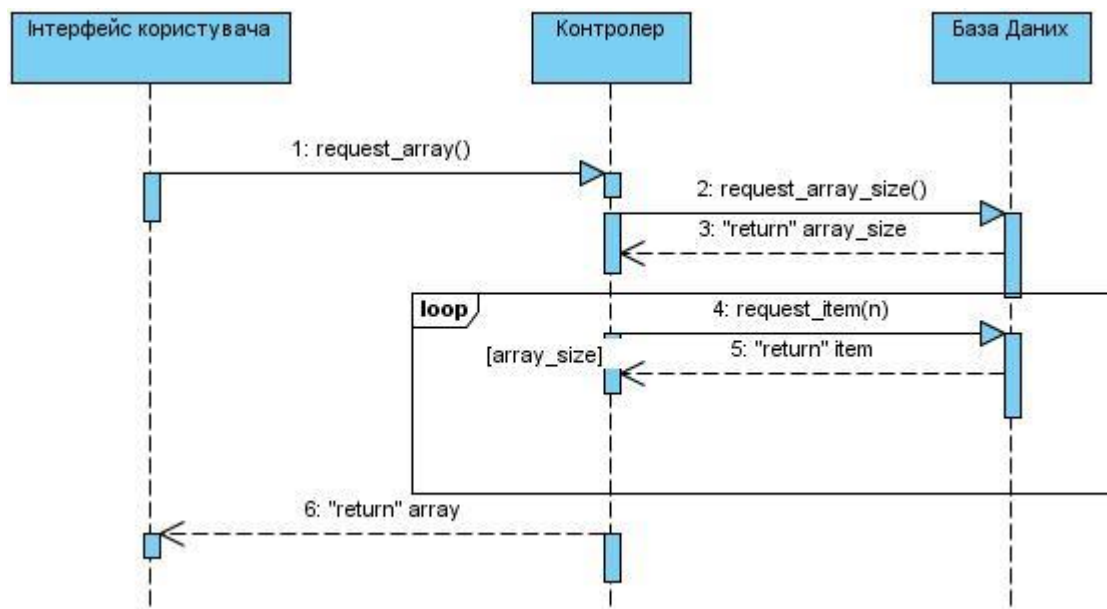 Інтерфейс користувача
Контролер
База Даних
1: request_array()
2: request_array_size()
3: "return" array_size
loop
4: request_item(n)
[array_size]
5: "return" item
6: "return" array